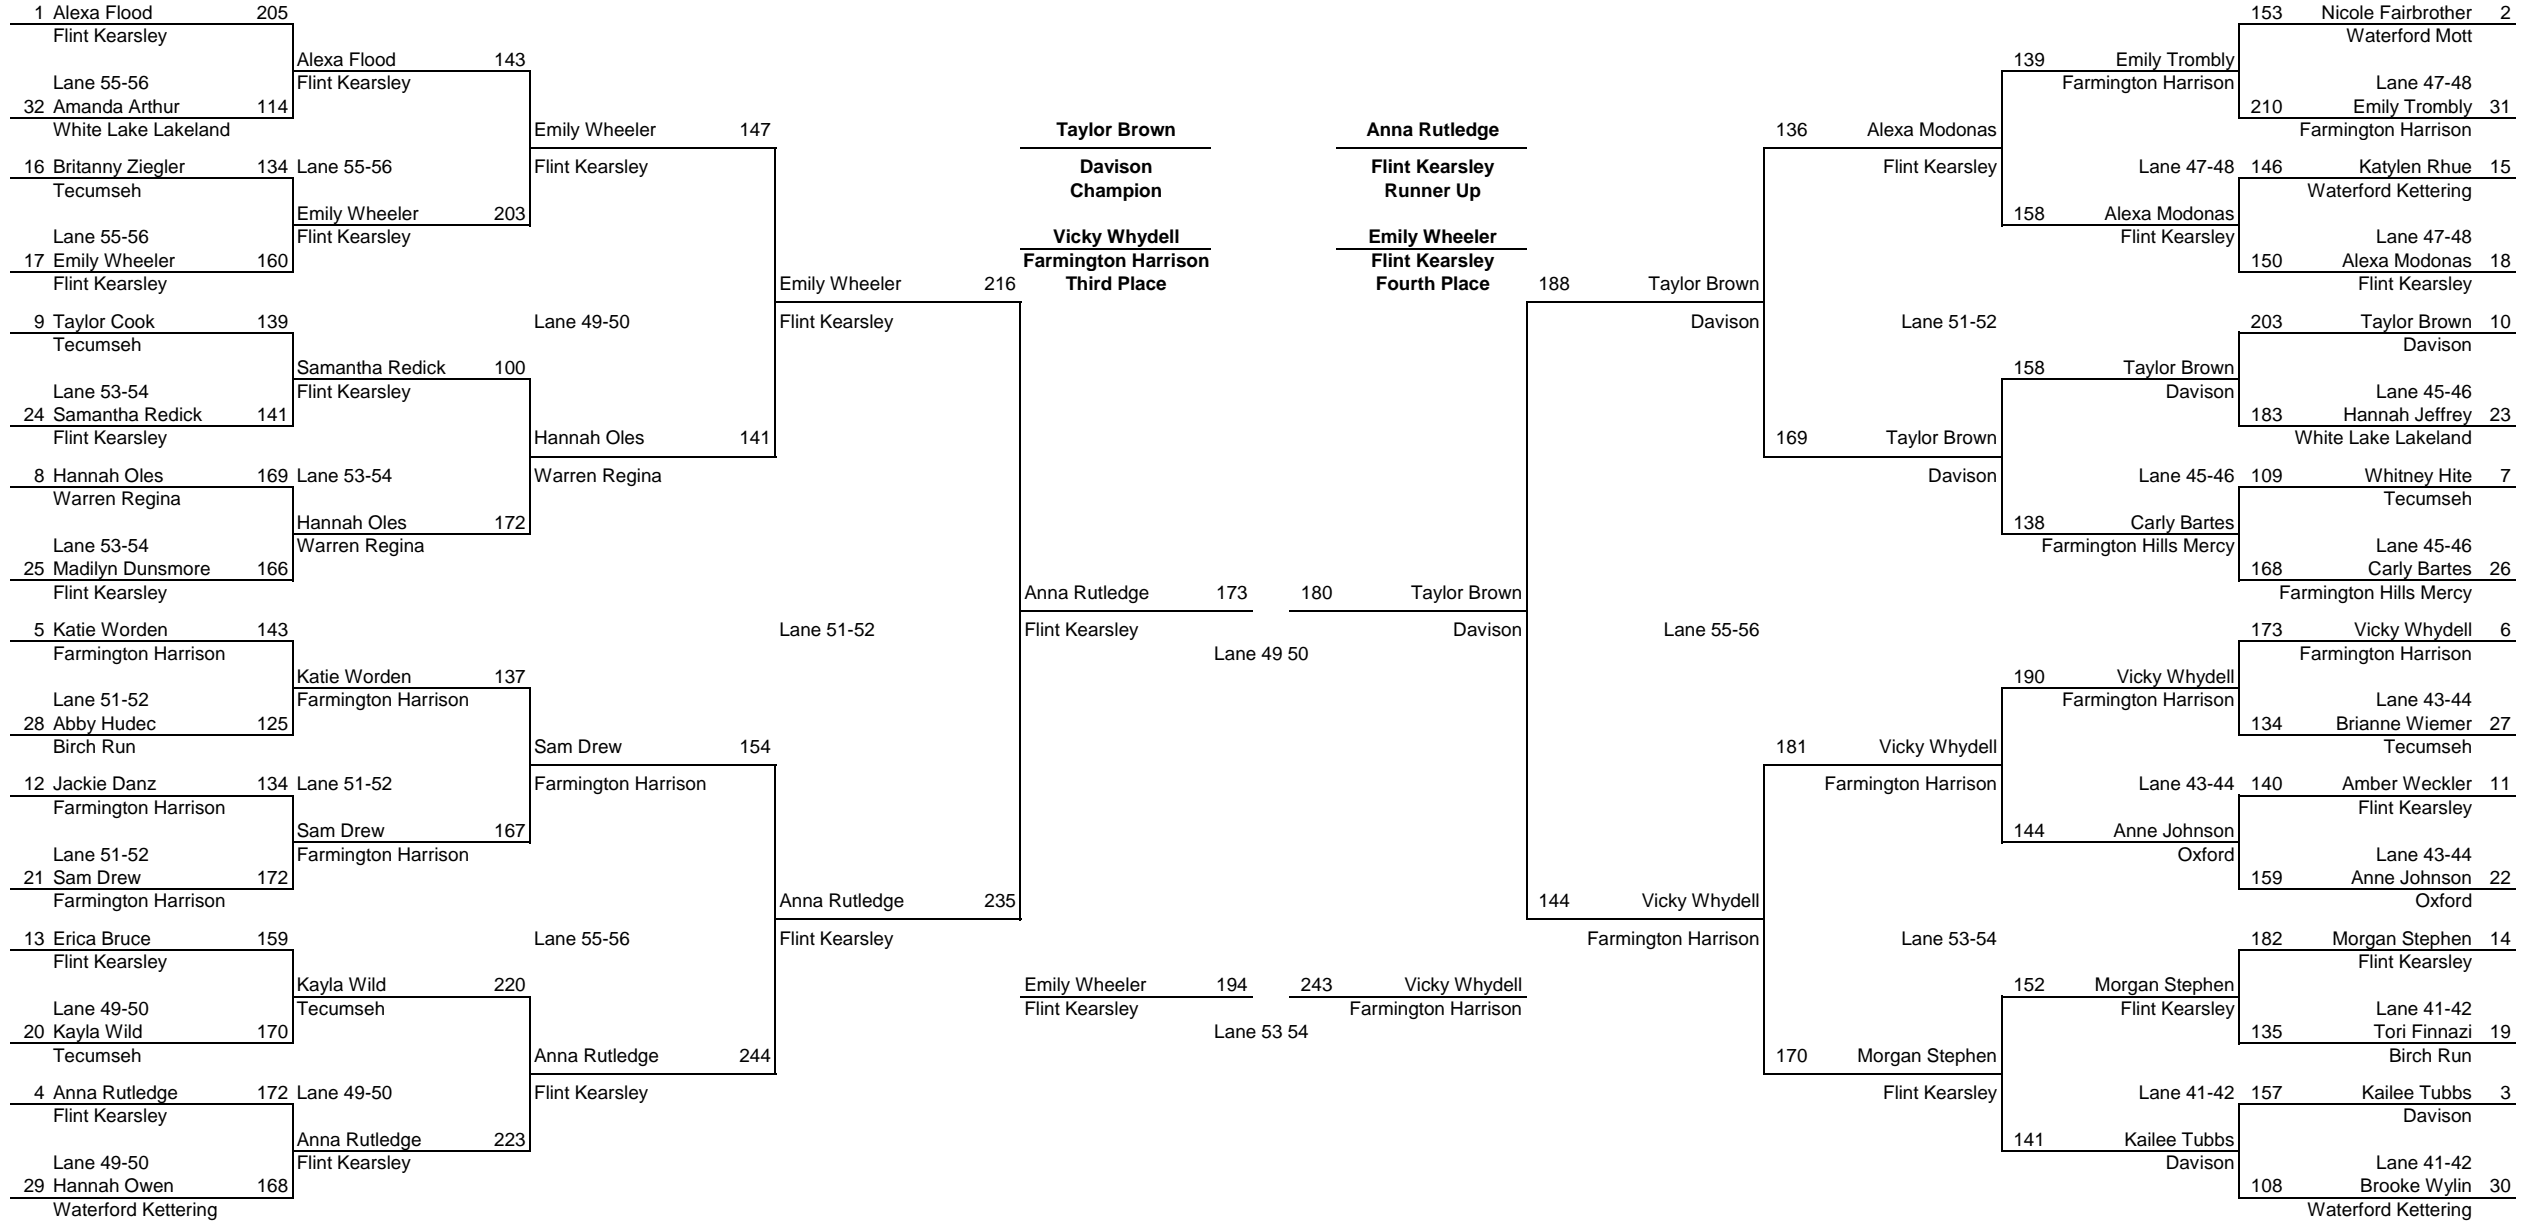 1 Alexa Flood 205
Flint Kearsley
Lane 55-56
32 Amanda Arthur 114
White Lake Lakeland
16 Britanny Ziegler 134
Tecumseh
Lane 55-56
17 Emily Wheeler 160
Flint Kearsley
9 Taylor Cook 139
Tecumseh
Lane 53-54
24 Samantha Redick 141
Flint Kearsley
8 Hannah Oles 169
Warren Regina
Lane 53-54
25 Madilyn Dunsmore 166
Flint Kearsley
5 Katie Worden 143
Farmington Harrison
Lane 51-52
28 Abby Hudec 125
Birch Run
12 Jackie Danz 134
Farmington Harrison
Lane 51-52
21 Sam Drew 172
Farmington Harrison
13 Erica Bruce 159
Flint Kearsley
Lane 49-50
20 Kayla Wild 170
Tecumseh
4 Anna Rutledge 172
Flint Kearsley
Lane 49-50
29 Hannah Owen 168
Waterford Kettering
Alexa Flood 143
Flint Kearsley
Lane 55-56
Emily Wheeler 203
Flint Kearsley
Samantha Redick 100
Flint Kearsley
Lane 53-54
Hannah Oles 172
Warren Regina
Katie Worden 137
Farmington Harrison
Lane 51-52
Sam Drew 167
Farmington Harrison
Kayla Wild 220
Tecumseh
Lane 49-50
Anna Rutledge 223
Flint Kearsley
Emily Wheeler 147
Flint Kearsley
Lane 49-50
Hannah Oles 141
Warren Regina
Sam Drew 154
Farmington Harrison
Lane 55-56
Anna Rutledge 244
Flint Kearsley
Emily Wheeler 216
Flint Kearsley
Lane 51-52
Anna Rutledge 235
Flint Kearsley
Taylor Brown
Davison
Champion
Anna Rutledge
Flint Kearsley
Runner Up
Vicky Whydell
Farmington Harrison
Third Place
Emily Wheeler
Flint Kearsley
Fourth Place
Anna Rutledge 173
Flint Kearsley
180 Taylor Brown
Davison
Lane 49 50
Emily Wheeler 194
Flint Kearsley
243 Vicky Whydell
Farmington Harrison
Lane 53 54
188 Taylor Brown
Davison
Lane 55-56
144 Vicky Whydell
Farmington Harrison
136 Alexa Modonas
Flint Kearsley
Lane 51-52
169 Taylor Brown
Davison
181 Vicky Whydell
Farmington Harrison
Lane 53-54
170 Morgan Stephen
Flint Kearsley
139 Emily Trombly
Farmington Harrison
Lane 47-48
158 Alexa Modonas
Flint Kearsley
158 Taylor Brown
Davison
Lane 45-46
138 Carly Bartes
Farmington Hills Mercy
190 Vicky Whydell
Farmington Harrison
Lane 43-44
144 Anne Johnson
Oxford
152 Morgan Stephen
Flint Kearsley
Lane 41-42
141 Kailee Tubbs
Davison
153 Nicole Fairbrother 2
Waterford Mott
Lane 47-48
210 Emily Trombly 31
Farmington Harrison
146 Katylen Rhue 15
Waterford Kettering
Lane 47-48
150 Alexa Modonas 18
Flint Kearsley
203 Taylor Brown 10
Davison
Lane 45-46
183 Hannah Jeffrey 23
White Lake Lakeland
109 Whitney Hite 7
Tecumseh
Lane 45-46
168 Carly Bartes 26
Farmington Hills Mercy
173 Vicky Whydell 6
Farmington Harrison
Lane 43-44
134 Brianne Wiemer 27
Tecumseh
140 Amber Weckler 11
Flint Kearsley
Lane 43-44
159 Anne Johnson 22
Oxford
182 Morgan Stephen 14
Flint Kearsley
Lane 41-42
135 Tori Finnazi 19
Birch Run
157 Kailee Tubbs 3
Davison
Lane 41-42
108 Brooke Wylin 30
Waterford Kettering